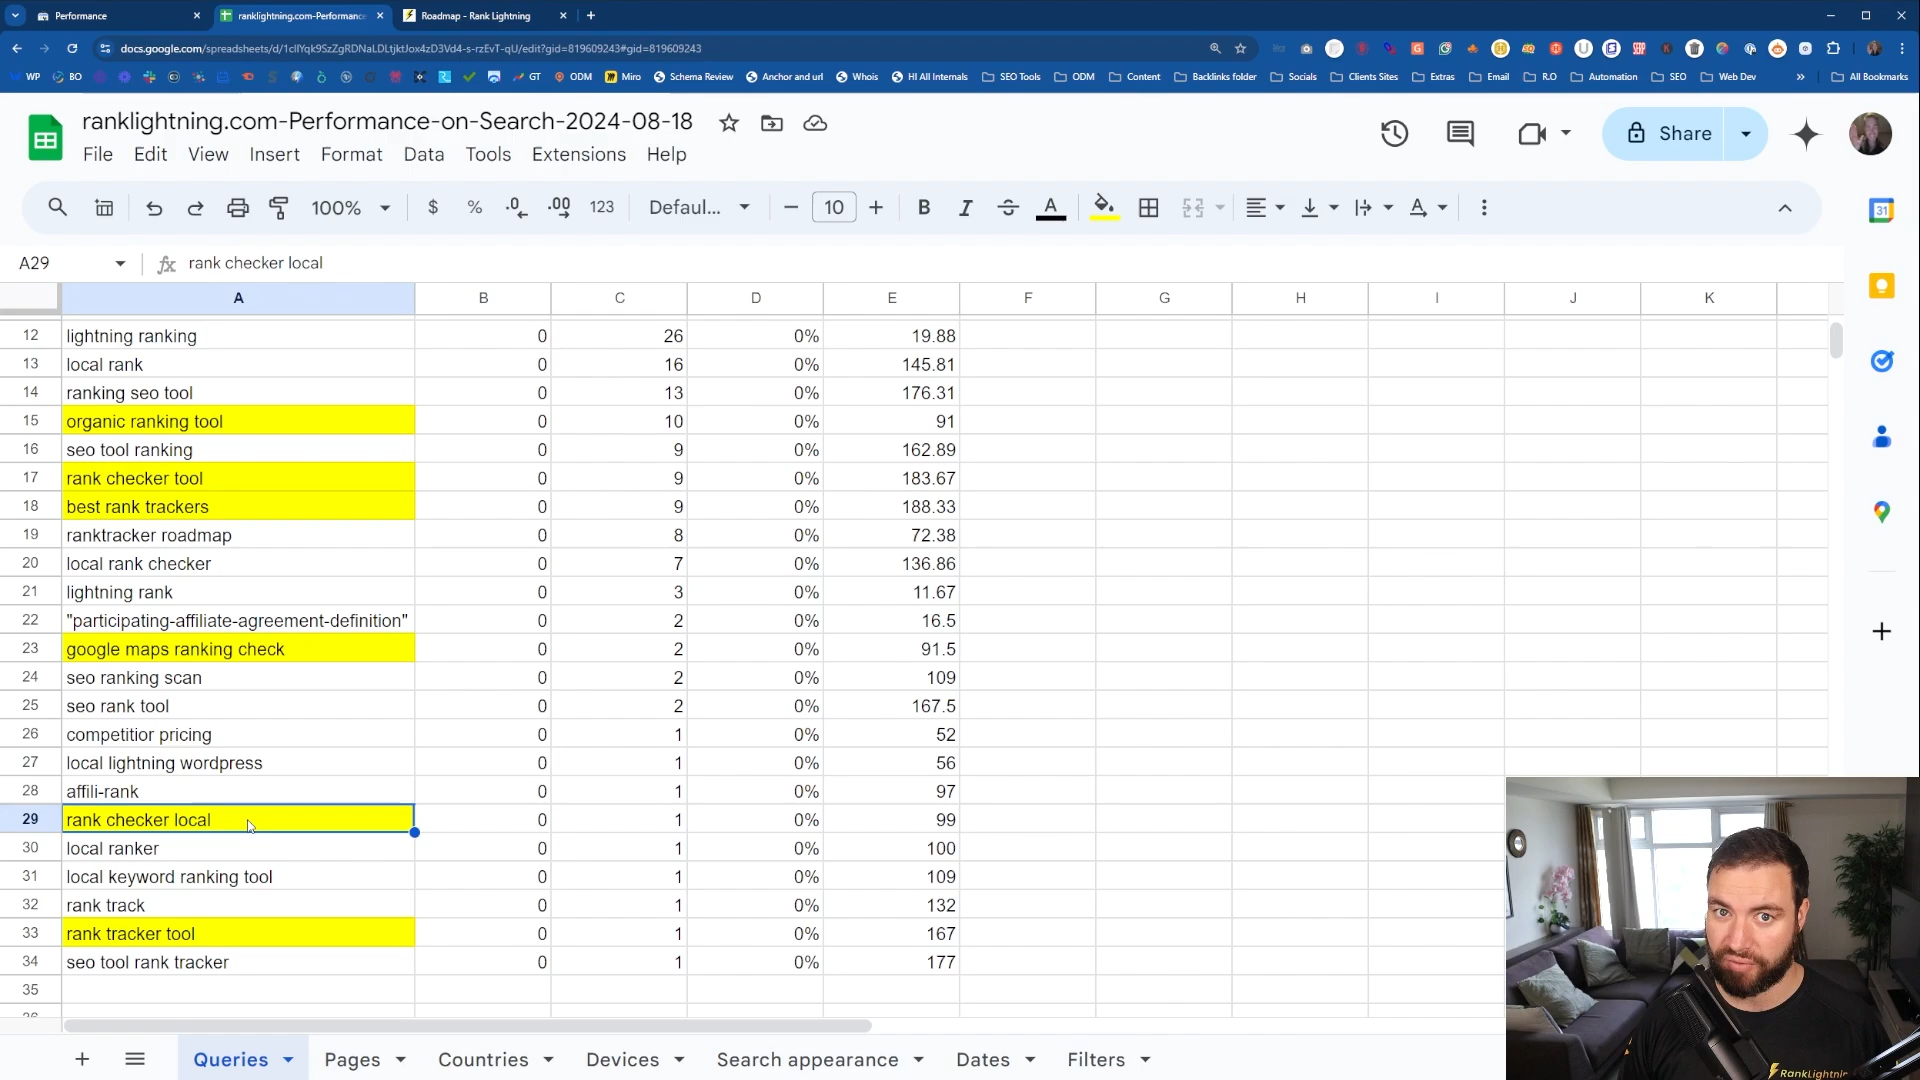 Performance
ranklightning.com-Performance
Roadmap - Rank Lightning
docs.google.com/spreadsheets/d/1cIIYqk9SzZgRDNaLDLtjktJox4zD3Vd4-s-rzEvT-qU/edit?gid=819609243#gid=819609243
WP
BO
GT
ODM
Miro
Schema Review
Anchor and url
Whois
HI All Internals
SEO Tools
ODM
Content
Backlinks folder
Socials
Clients Sites
Extras
Email
R.O
Automation
SEO
Web Dev
All Bookmarks
ranklightning.com-Performance-on-Search-2024-08-18
Share
File Edit View Insert Format Data Tools Extensions Help
100% $ % .0 .00 123 Defaul... 10 B I A
A29
fx rank checker local
A B C D E F G H I J K
12 lightning ranking 0 26 0% 19.88
13 local rank 0 16 0% 145.81
14 ranking seo tool 0 13 0% 176.31
15 organic ranking tool 0 10 0% 91
16 seo tool ranking 0 9 0% 162.89
17 rank checker tool 0 9 0% 183.67
18 best rank trackers 0 9 0% 188.33
19 ranktracker roadmap 0 8 0% 72.38
20 local rank checker 0 7 0% 136.86
21 lightning rank 0 3 0% 11.67
22 "participating-affiliate-agreement-definition" 0 2 0% 16.5
23 google maps ranking check 0 2 0% 91.5
24 seo ranking scan 0 2 0% 109
25 seo rank tool 0 2 0% 167.5
26 competitior pricing 0 1 0% 52
27 local lightning wordpress 0 1 0% 56
28 affili-rank 0 1 0% 97
29 rank checker local 0 1 0% 99
30 local ranker 0 1 0% 100
31 local keyword ranking tool 0 1 0% 109
32 rank track 0 1 0% 132
33 rank tracker tool 0 1 0% 167
34 seo tool rank tracker 0 1 0% 177
35
Queries Pages Countries Devices Search appearance Dates Filters
31